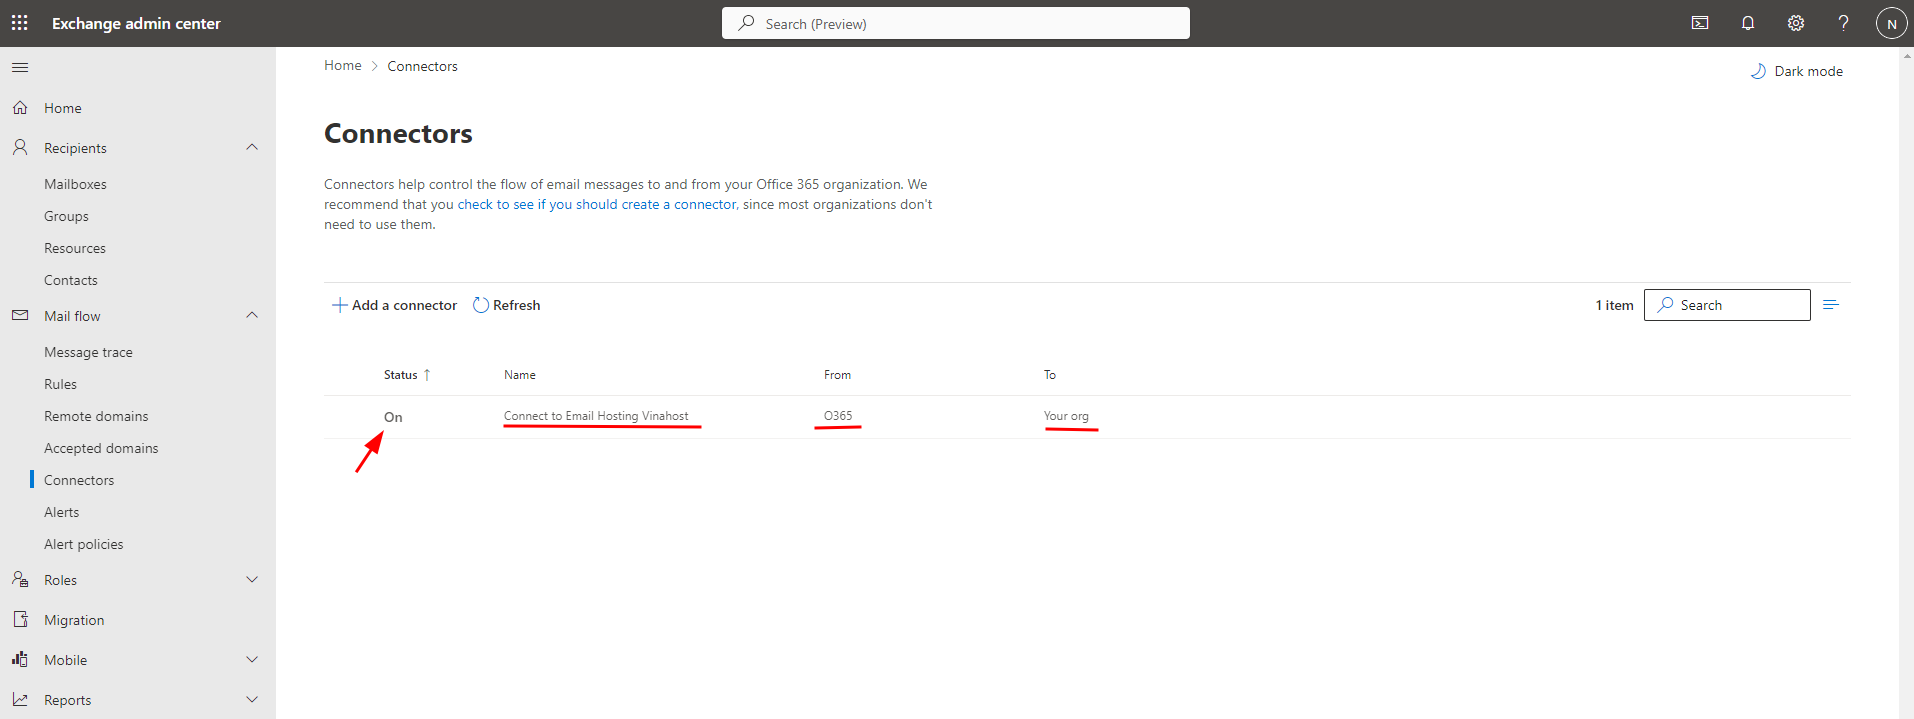 Exchange admin center
Search (Preview)
N
Home > Connectors
Dark mode
Home
Recipients
Mailboxes
Groups
Resources
Contacts
Mail flow
Message trace
Rules
Remote domains
Accepted domains
Connectors
Alerts
Alert policies
Roles
Migration
Mobile
Reports
Connectors
Connectors help control the flow of email messages to and from your Office 365 organization. We
recommend that you check to see if you should create a connector, since most organizations don't
need to use them.
Add a connector Refresh
1 item Search
Status ↑ Name From To
On Connect to Email Hosting Vinahost O365 Your org